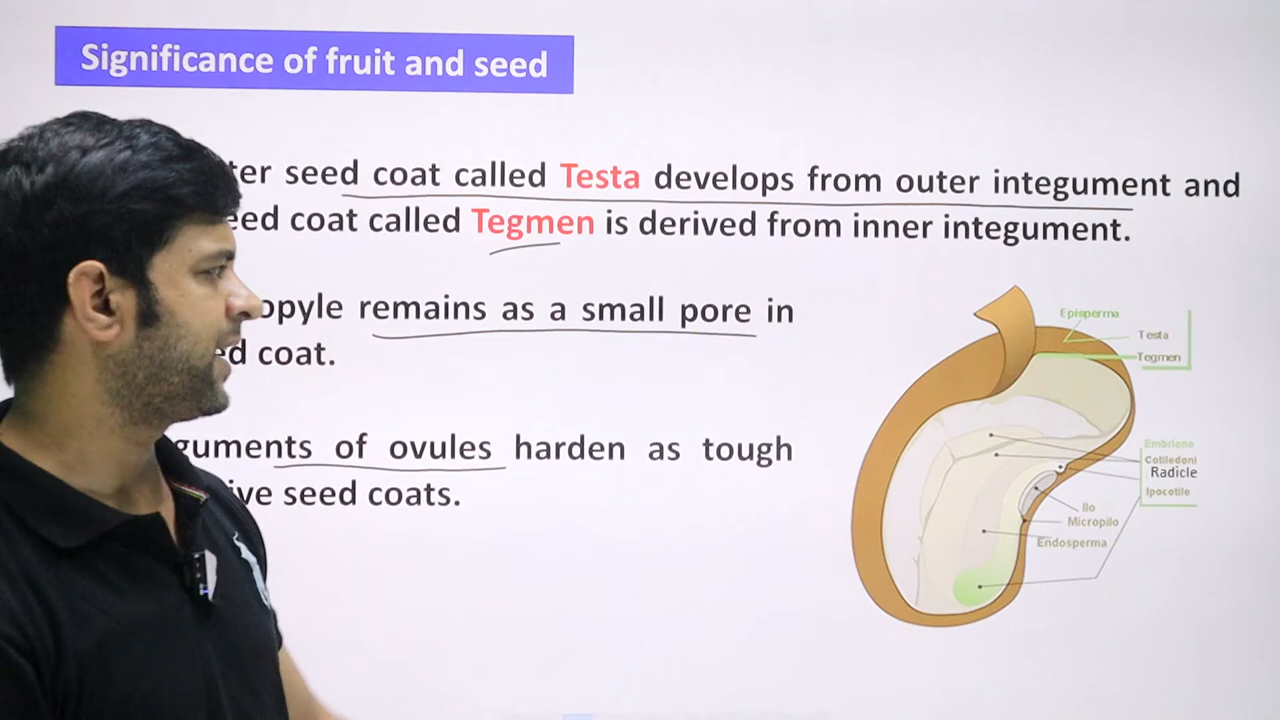 Significance of fruit and seed
ter seed coat called Testa develops from outer integument and
eed coat called Tegmen is derived from inner integument.
opyle remains as a small pore in
ed coat.
guments of ovules harden as tough
ive seed coats.
Episperma
Testa
Tegmen
Embrione
Cotiledoni
Radicle
Ipocotile
Ilo
Micropilo
Endosperma